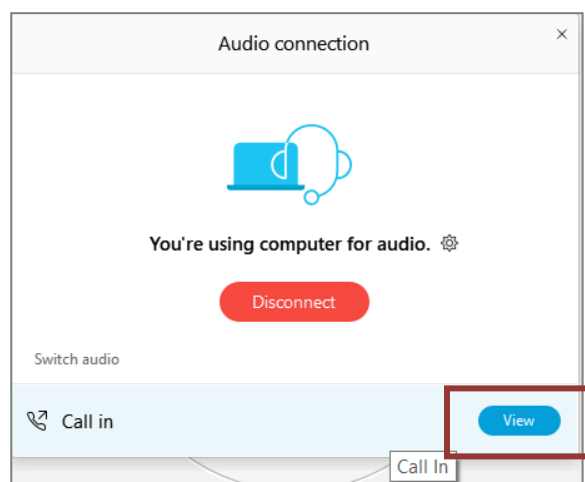 Audio connection
You're using computer for audio.
Disconnect
Switch audio
Call in
View
Call In